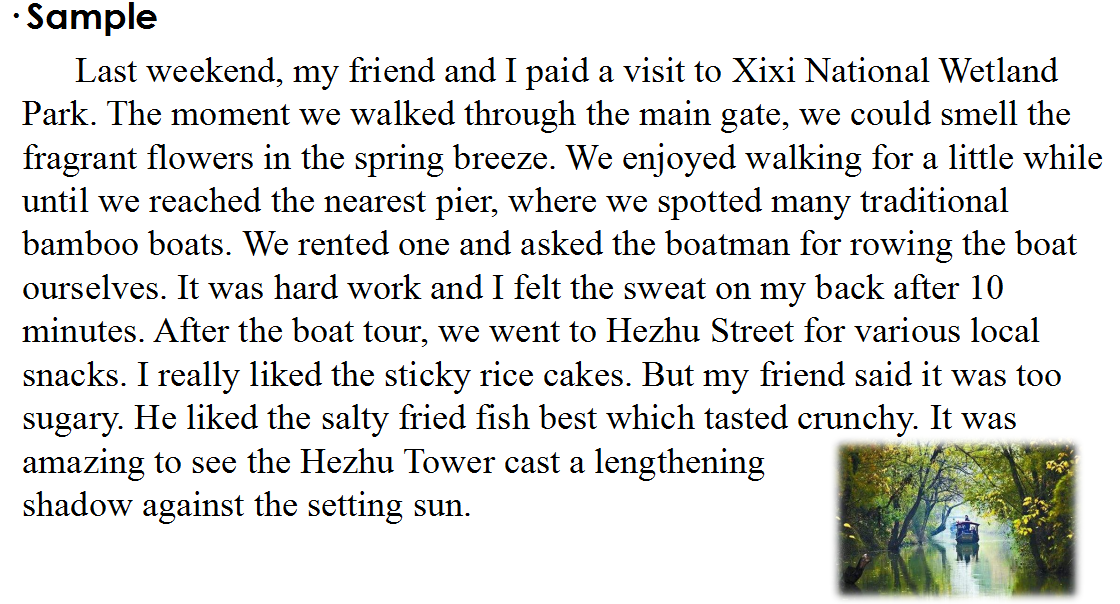 · Sample
Last weekend, my friend and I paid a visit to Xixi National Wetland
Park. The moment we walked through the main gate, we could smell the
fragrant flowers in the spring breeze. We enjoyed walking for a little while
until we reached the nearest pier, where we spotted many traditional
bamboo boats. We rented one and asked the boatman for rowing the boat
ourselves. It was hard work and I felt the sweat on my back after 10
minutes. After the boat tour, we went to Hezhu Street for various local
snacks. I really liked the sticky rice cakes. But my friend said it was too
sugary. He liked the salty fried fish best which tasted crunchy. It was
amazing to see the Hezhu Tower cast a lengthening
shadow against the setting sun.